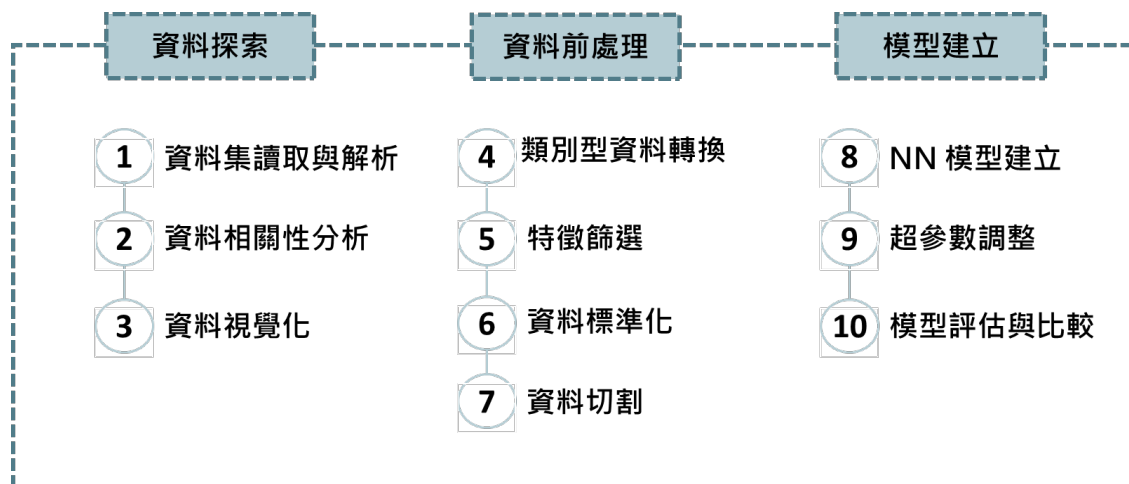 資料探索
1 資料集讀取與解析
2 資料相關性分析
3 資料視覺化
資料前處理
4 類別型資料轉換
5 特徵篩選
6 資料標準化
7 資料切割
模型建立
8 NN 模型建立
9 超參數調整
10 模型評估與比較